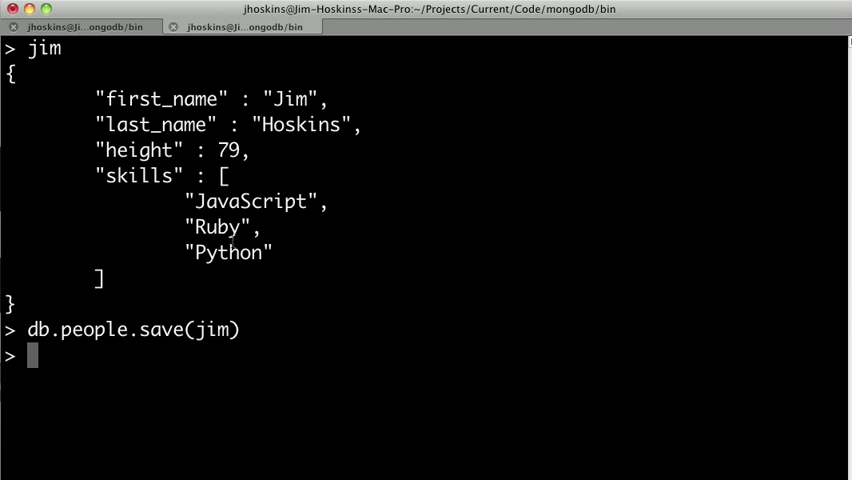 jhoskins@Jim-Hoskinss-Mac-Pro:~/Projects/Current/Code/mongodb/bin
jhoskins@Ji...ongodb/bin jhoskins@Ji...ongodb/bin
> jim
{
"first_name" : "Jim",
"last_name" : "Hoskins",
"height" : 79,
"skills" : [
"JavaScript",
"Ruby",
"Python"
]
}
> db.people.save(jim)
>